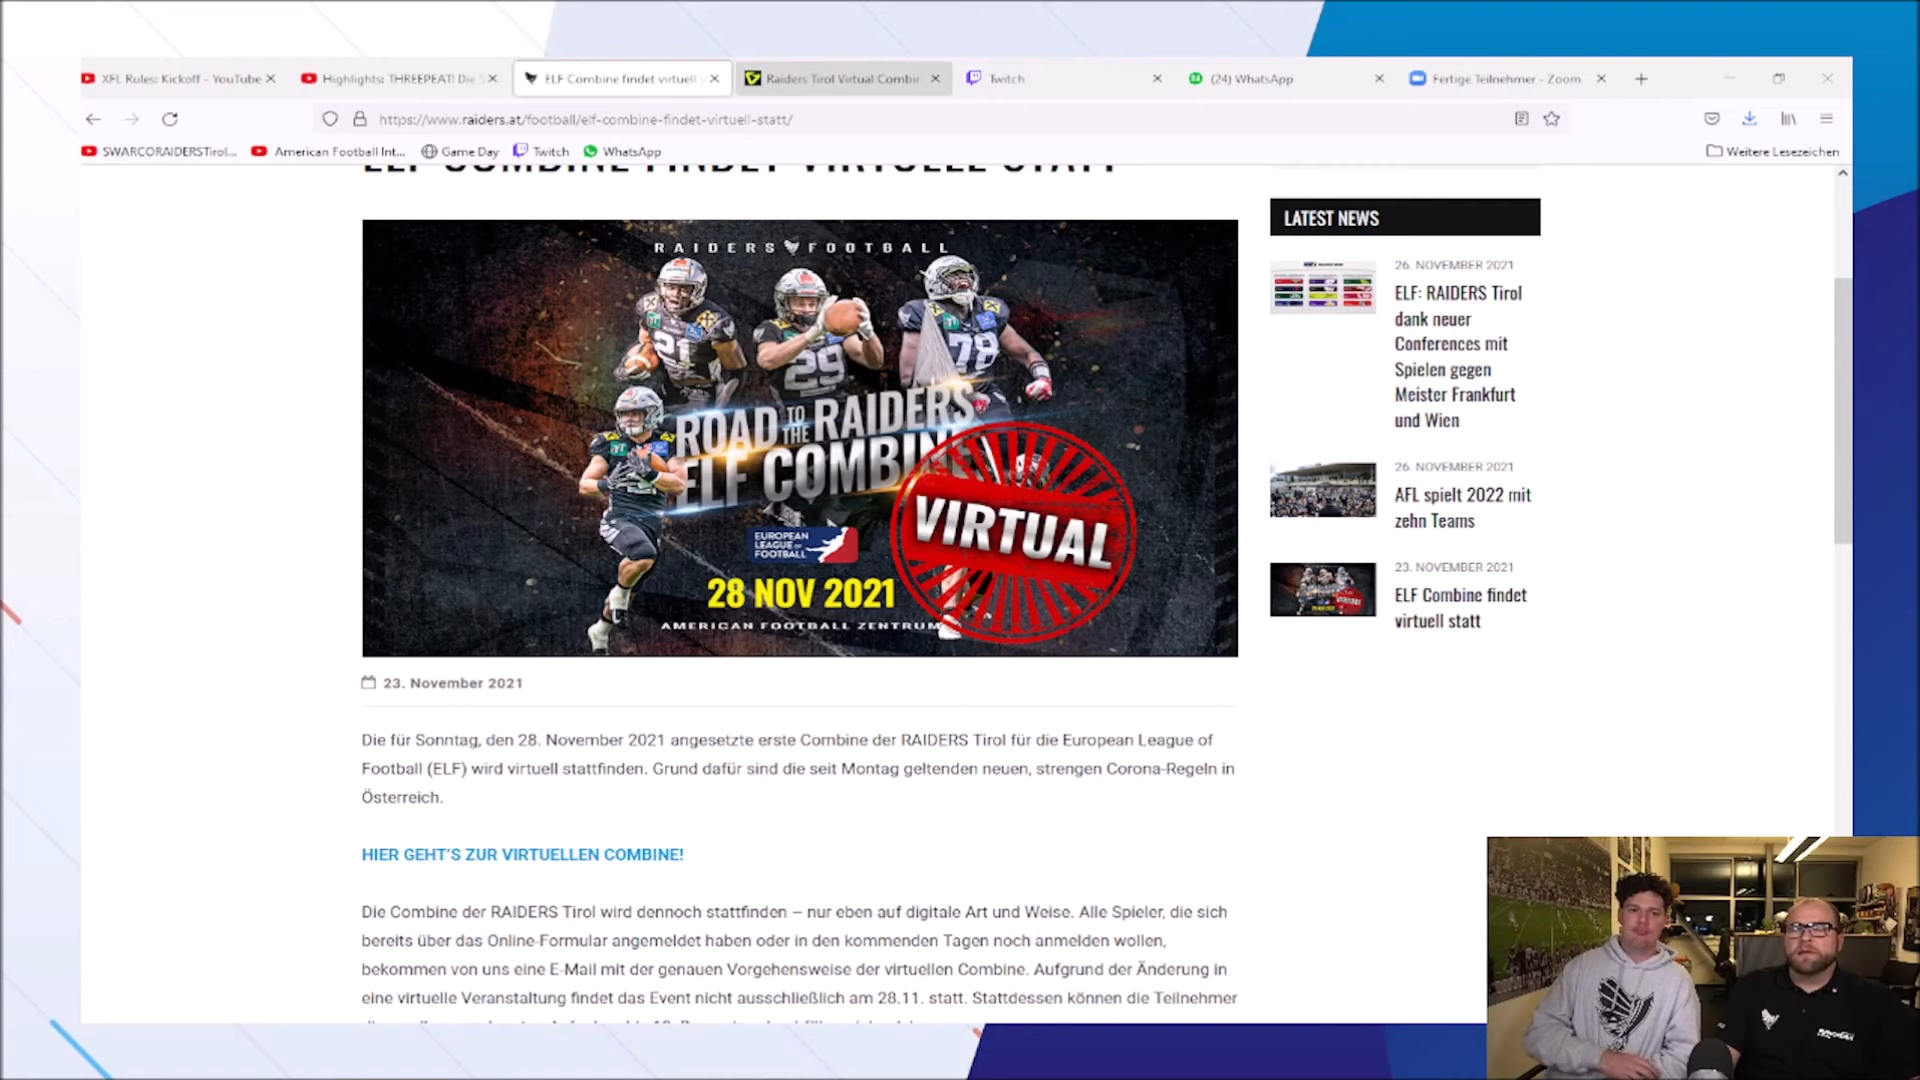 XFL Rules: Kickoff - YouTube
Highlights: THREEPEAT! Die S
ELF Combine findet virtuell s
Raiders Tirol Virtual Combin
Twitch
(24) WhatsApp
Fertige Teilnehmer - Zoom
https://www.raiders.at/football/elf-combine-findet-virtuell-statt/
SWARCORAIDERSTirol...
American Football Int...
Game Day
Twitch
WhatsApp
Weitere Lesezeichen
ELF COMBINE FINDET VIRTUELL STATT
RAIDERS FOOTBALL
21
29
78
ROAD TO THE RAIDERS
ELF COMBINE
VIRTUAL
EUROPEAN
LEAGUE OF
FOOTBALL
28 NOV 2021
AMERICAN FOOTBALL ZENTRUM
23. November 2021
Die für Sonntag, den 28. November 2021 angesetzte erste Combine der RAIDERS Tirol für die European League of
Football (ELF) wird virtuell stattfinden. Grund dafür sind die seit Montag geltenden neuen, strengen Corona-Regeln in
Österreich.
HIER GEHT'S ZUR VIRTUELLEN COMBINE!
Die Combine der RAIDERS Tirol wird dennoch stattfinden – nur eben auf digitale Art und Weise. Alle Spieler, die sich
bereits über das Online-Formular angemeldet haben oder in den kommenden Tagen noch anmelden wollen,
bekommen von uns eine E-Mail mit der genauen Vorgehensweise der virtuellen Combine. Aufgrund der Änderung in
eine virtuelle Veranstaltung findet das Event nicht ausschließlich am 28.11. statt. Stattdessen können die Teilnehmer
LATEST NEWS
26. NOVEMBER 2021
ELF: RAIDERS Tirol
dank neuer
Conferences mit
Spielen gegen
Meister Frankfurt
und Wien
26. NOVEMBER 2021
AFL spielt 2022 mit
zehn Teams
23. NOVEMBER 2021
ELF Combine findet
virtuell statt